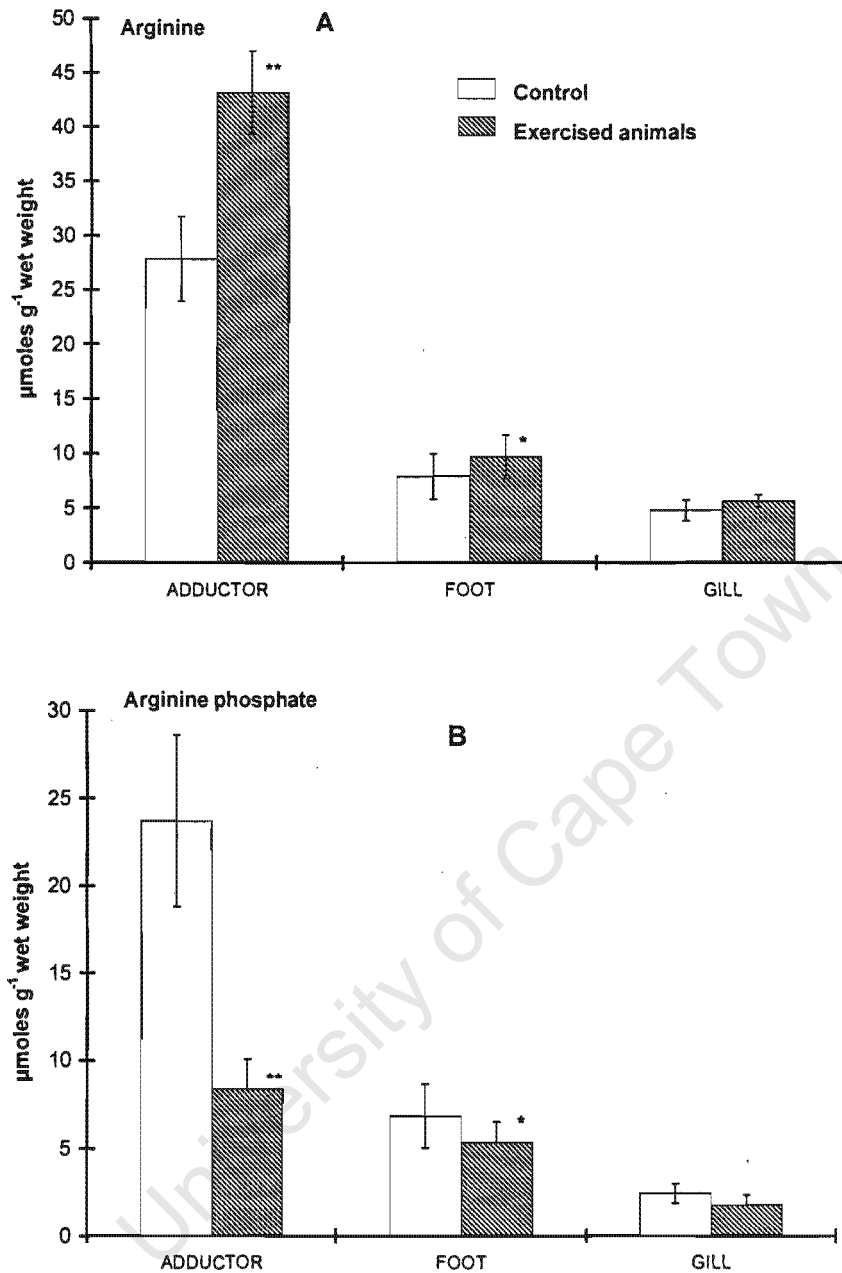 Arginine A
50
45
40
35
30
25
20
15
10
5
0
µmoles g-1 wet weight
**
*
Control
Exercised animals
ADDUCTOR FOOT GILL
Arginine phosphate
B
30
25
20
15
10
5
0
µmoles g-1 wet weight
**
*
ADDUCTOR FOOT GILL
University of Cape Town